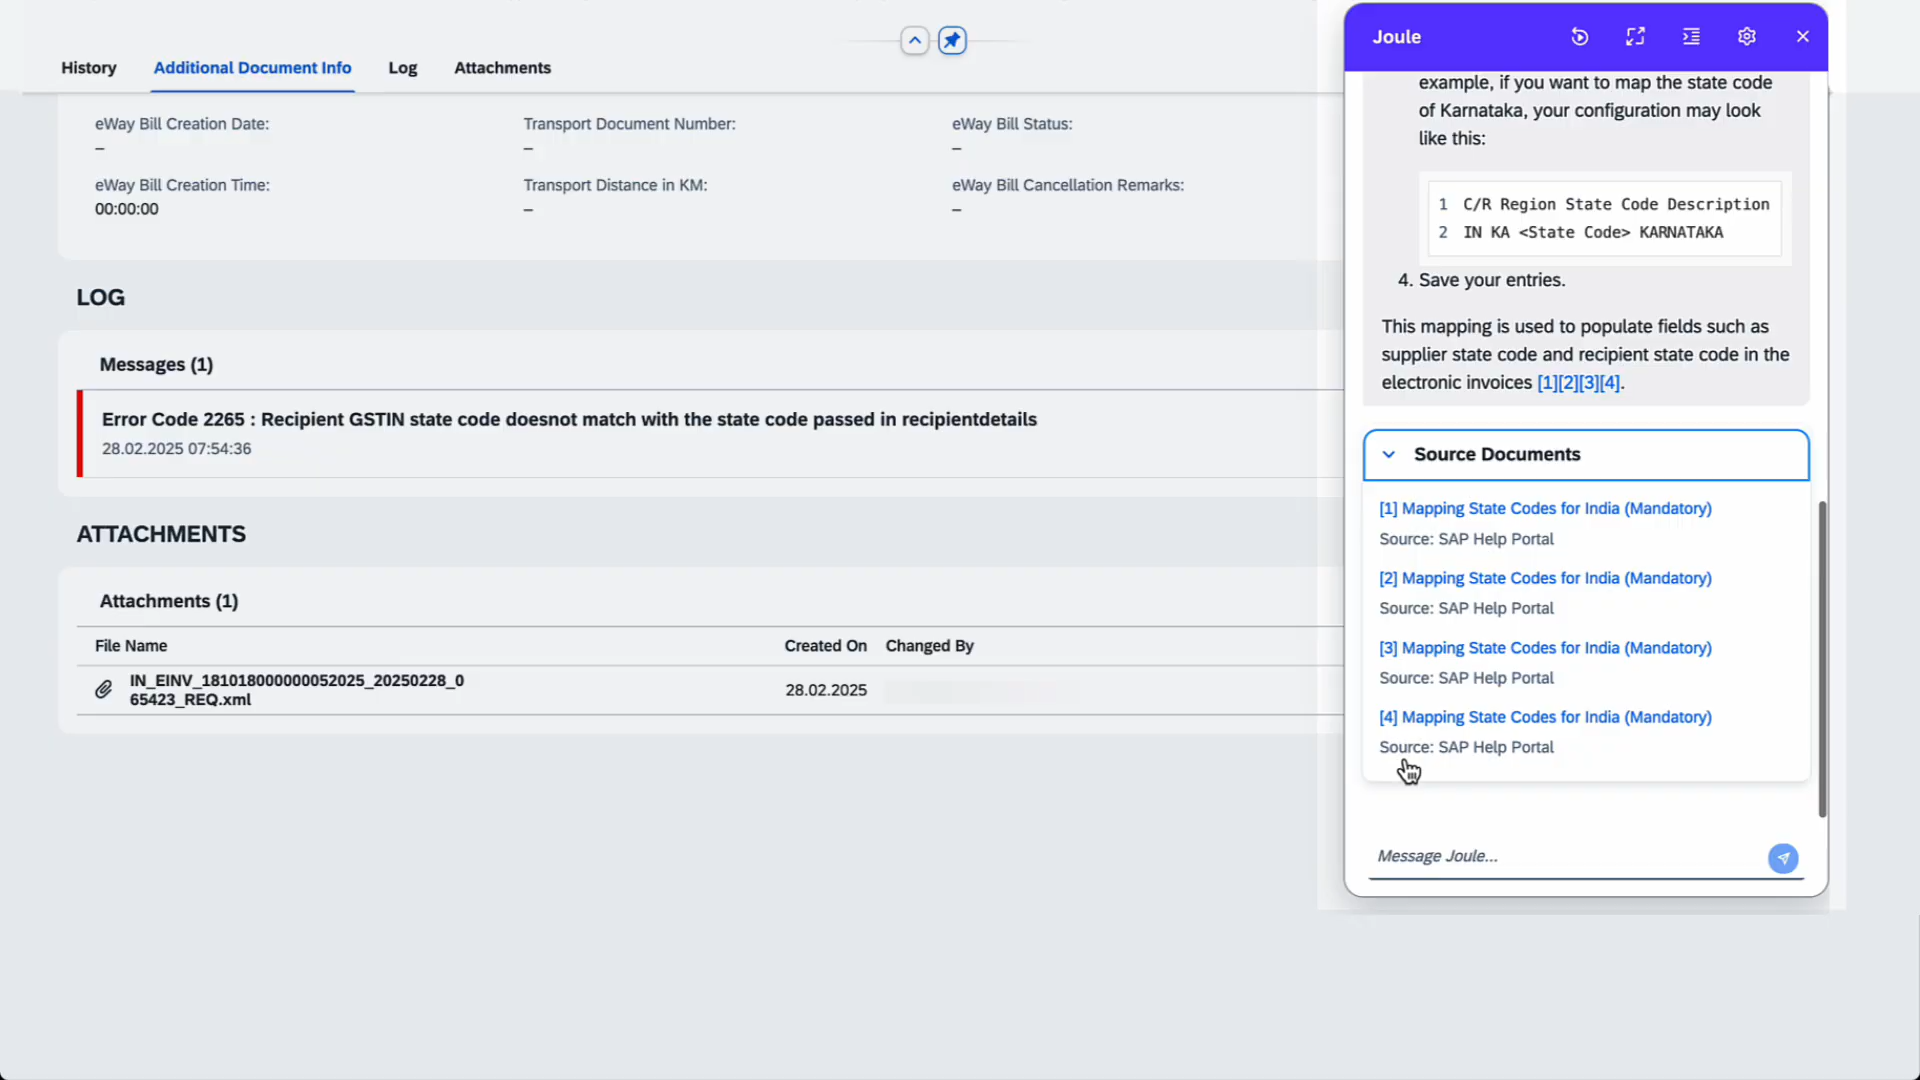 History Additional Document Info Log Attachments
eWay Bill Creation Date: Transport Document Number: eWay Bill Status:
– – –
eWay Bill Creation Time: Transport Distance in KM: eWay Bill Cancellation Remarks:
00:00:00 – –
LOG
Messages (1)
Error Code 2265 : Recipient GSTIN state code doesnot match with the state code passed in recipientdetails
28.02.2025 07:54:36
ATTACHMENTS
Attachments (1)
File Name Created On Changed By
IN_EINV_181018000000052025_20250228_0
65423_REQ.xml
28.02.2025
Joule
example, if you want to map the state code
of Karnataka, your configuration may look
like this:
1 C/R Region State Code Description
2 IN KA <State Code> KARNATAKA
4. Save your entries.
This mapping is used to populate fields such as
supplier state code and recipient state code in the
electronic invoices [1][2][3][4].
Source Documents
[1] Mapping State Codes for India (Mandatory)
Source: SAP Help Portal
[2] Mapping State Codes for India (Mandatory)
Source: SAP Help Portal
[3] Mapping State Codes for India (Mandatory)
Source: SAP Help Portal
[4] Mapping State Codes for India (Mandatory)
Source: SAP Help Portal
Message Joule...